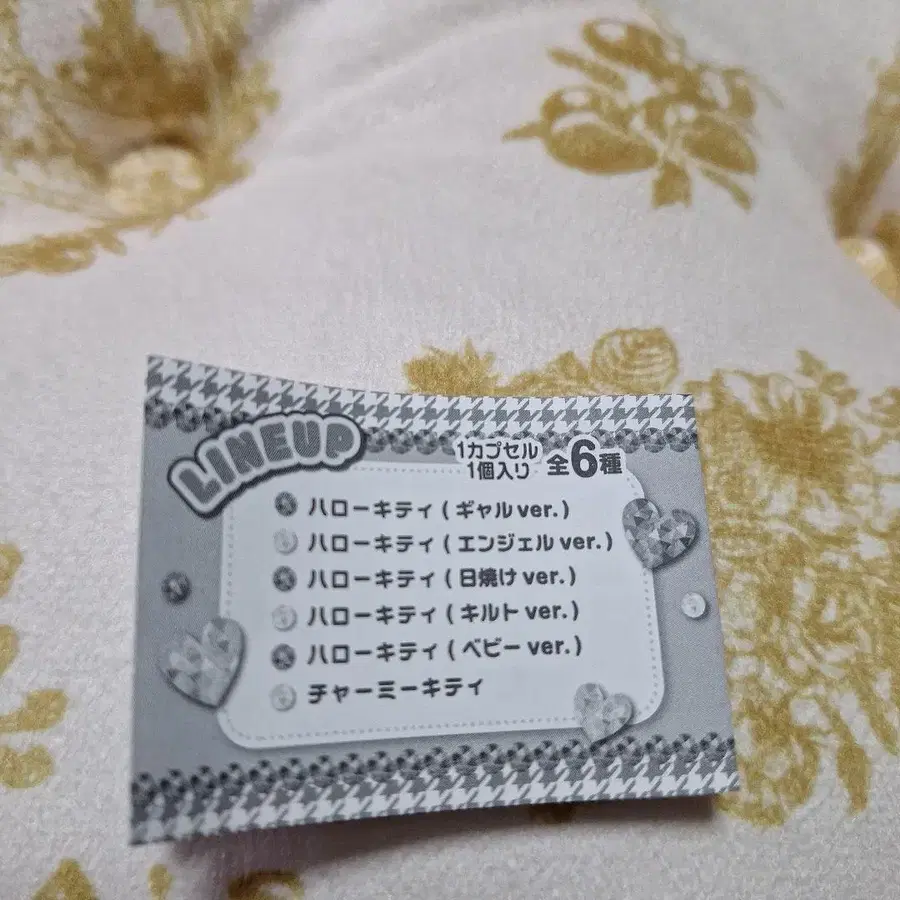 LINEUP
1カプセル
1個入り
全6種
ハローキティ(ギャルver.)
ハローキティ(エンジェルver.)
ハローキティ(日焼けver.)
ハローキティ(キルトver.)
ハローキティ(ベビーver.)
チャーミーキティ